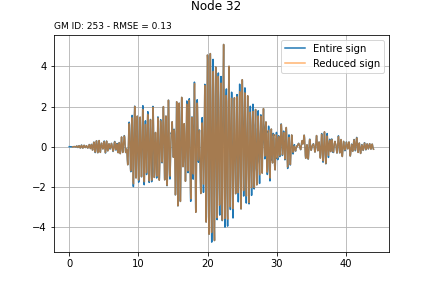 Node 32
GM ID: 253 - RMSE = 0.13
Entire sign
Reduced sign
4
2
0
−2
−4
0
10
20
30
40